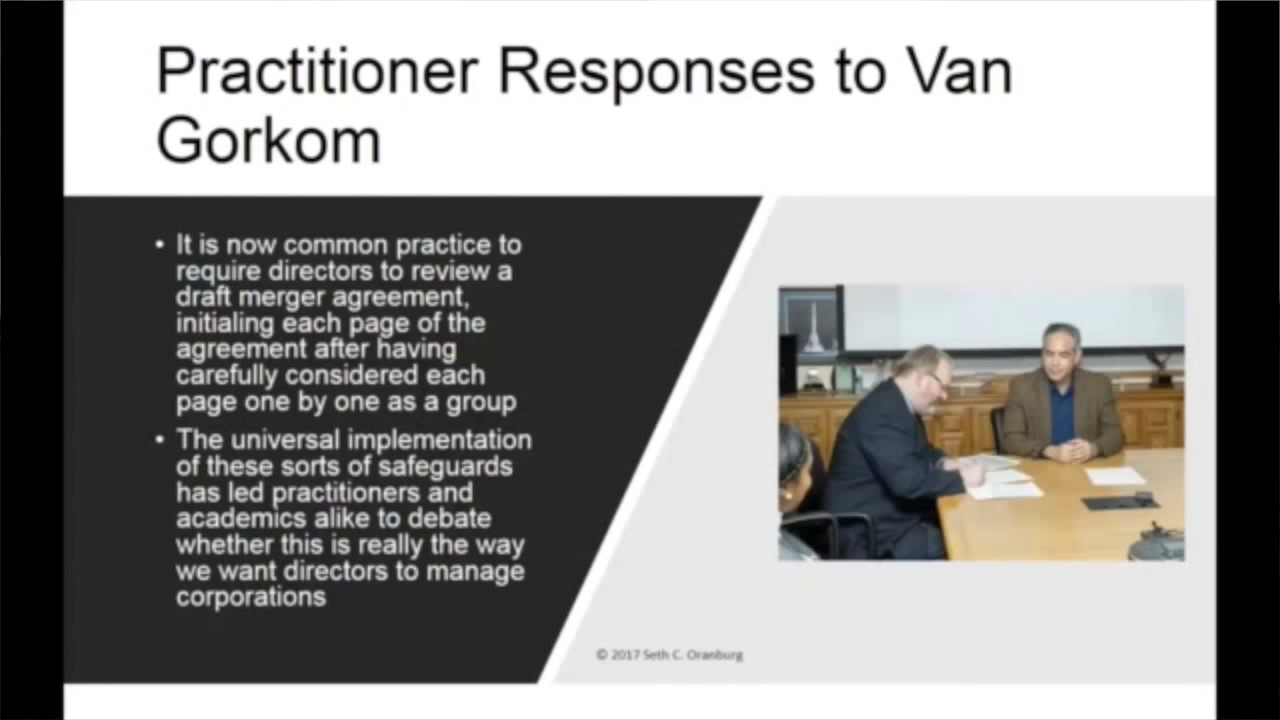 Practitioner Responses to Van
Gorkom
• It is now common practice to
require directors to review a
draft merger agreement,
initialing each page of the
agreement after having
carefully considered each
page one by one as a group
• The universal implementation
of these sorts of safeguards
has led practitioners and
academics alike to debate
whether this is really the way
we want directors to manage
corporations
© 2017 Seth C. Oranburg